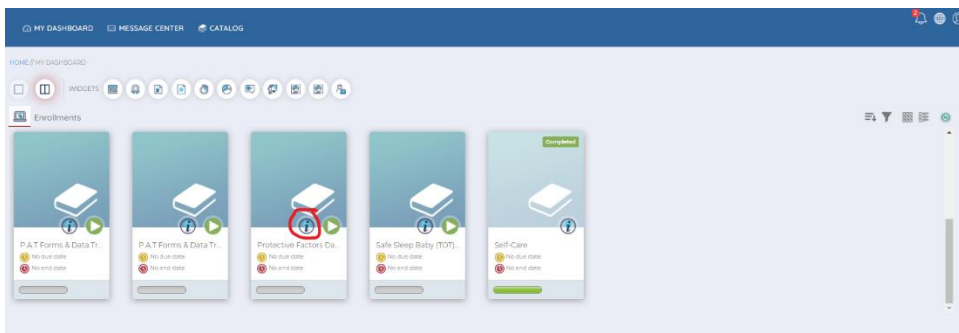 MY DASHBOARD MESSAGE CENTER CATALOG
HOME // MY DASHBOARD
WIDGETS
Enrollments
Completed
P.A.T Forms & Data Tr...
No due date
No end date
P.A.T Forms & Data Tr...
No due date
No end date
Protective Factors Da...
No due date
No end date
Safe Sleep Baby (TOT)...
No due date
No end date
Self-Care
No due date
No end date